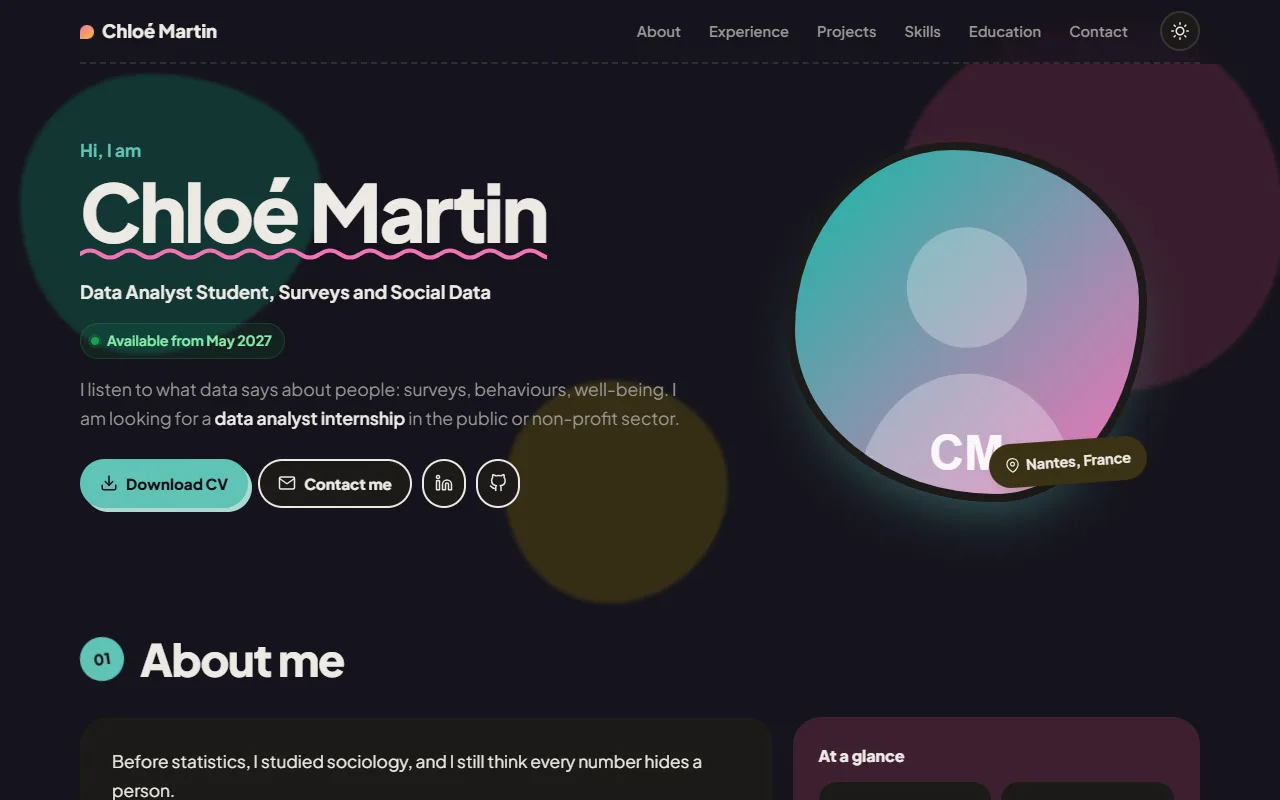 Chloé Martin
About
Experience
Projects
Skills
Education
Contact
Hi, I am
Chloé Martin
Data Analyst Student, Surveys and Social Data
Available from May 2027
I listen to what data says about people: surveys, behaviours, well-being. I
am looking for a data analyst internship in the public or non-profit sector.
Download CV
Contact me
CM
Nantes, France
01
About me
Before statistics, I studied sociology, and I still think every number hides a
person.
At a glance